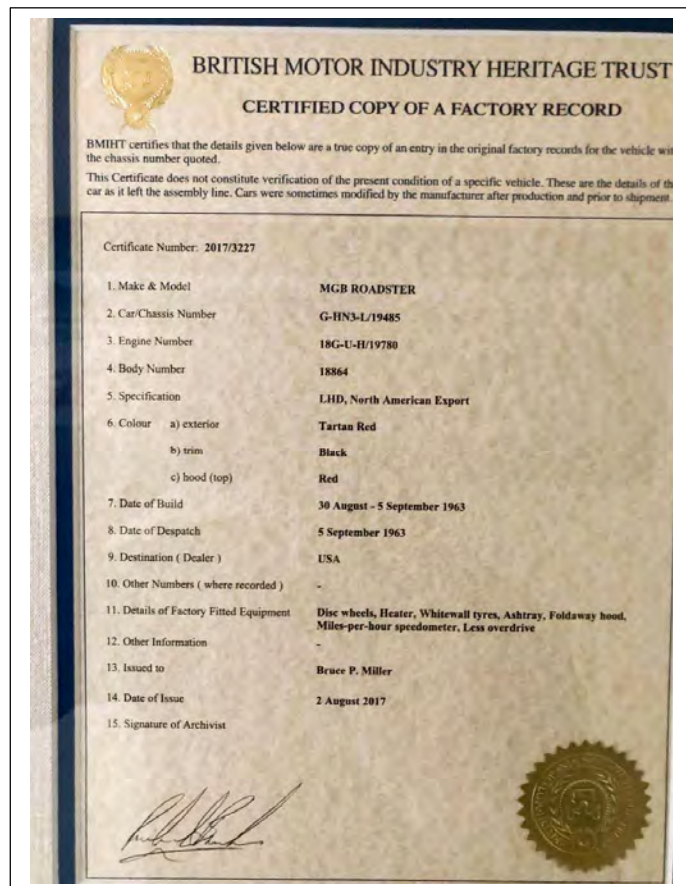 BRITISH MOTOR INDUSTRY HERITAGE TRUST
CERTIFIED COPY OF A FACTORY RECORD
BMIHT certifies that the details given below are a true copy of an entry in the original factory records for the vehicle wit
the chassis number quoted.
This Certificate does not constitute verification of the present condition of a specific vehicle. These are the details of th
car as it left the assembly line. Cars were sometimes modified by the manufacturer after production and prior to shipment.
Certificate Number: 2017/3227
1. Make & Model MGB ROADSTER
2. Car/Chassis Number G-HN3-L/19485
3. Engine Number 18G-U-H/19780
4. Body Number 18864
5. Specification LHD, North American Export
6. Colour a) exterior Tartan Red
b) trim Black
c) hood (top) Red
7. Date of Build 30 August - 5 September 1963
8. Date of Despatch 5 September 1963
9. Destination ( Dealer ) USA
10. Other Numbers ( where recorded ) -
11. Details of Factory Fitted Equipment Disc wheels, Heater, Whitewall tyres, Ashtray, Foldaway hood,
Miles-per-hour speedometer, Less overdrive
12. Other Information -
13. Issued to Bruce P. Miller
14. Date of Issue 2 August 2017
15. Signature of Archivist